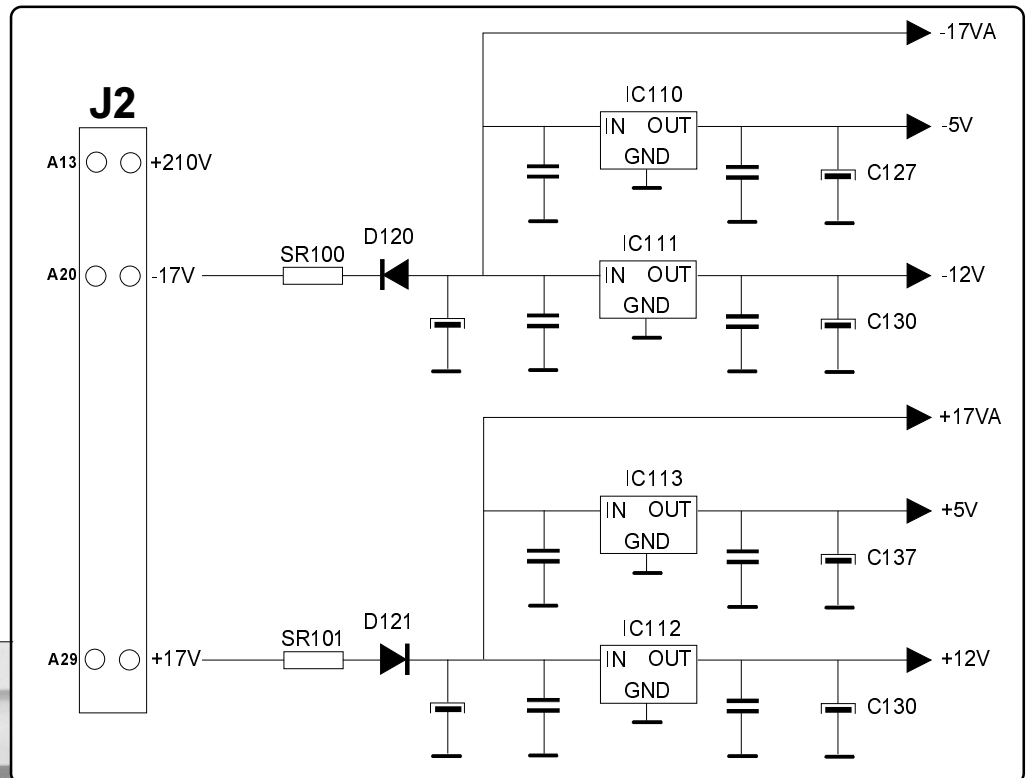 -17VA
IC110
J2
IN OUT
-5V
GND
A13
+210V
C127
D120
IC111
SR100
A20
-17V
IN OUT
-12V
GND
C130
+17VA
IC113
IN OUT
+5V
GND
C137
D121
IC112
SR101
A29
+17V
IN OUT
+12V
GND
C130